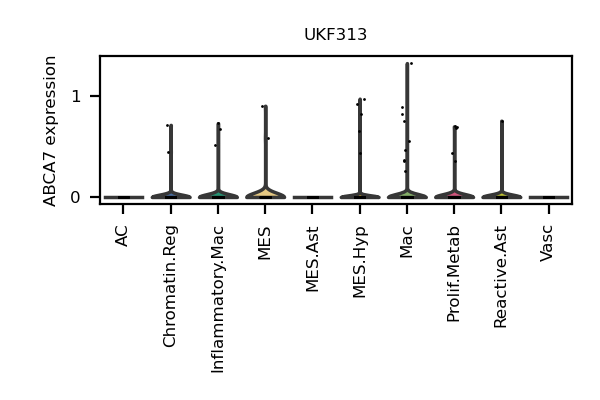 UKF313
ABCA7 expression
1
0
AC
Chromatin.Reg
Inflammatory.Mac
MES
MES.Ast
MES.Hyp
Mac
Prolif.Metab
Reactive.Ast
Vasc